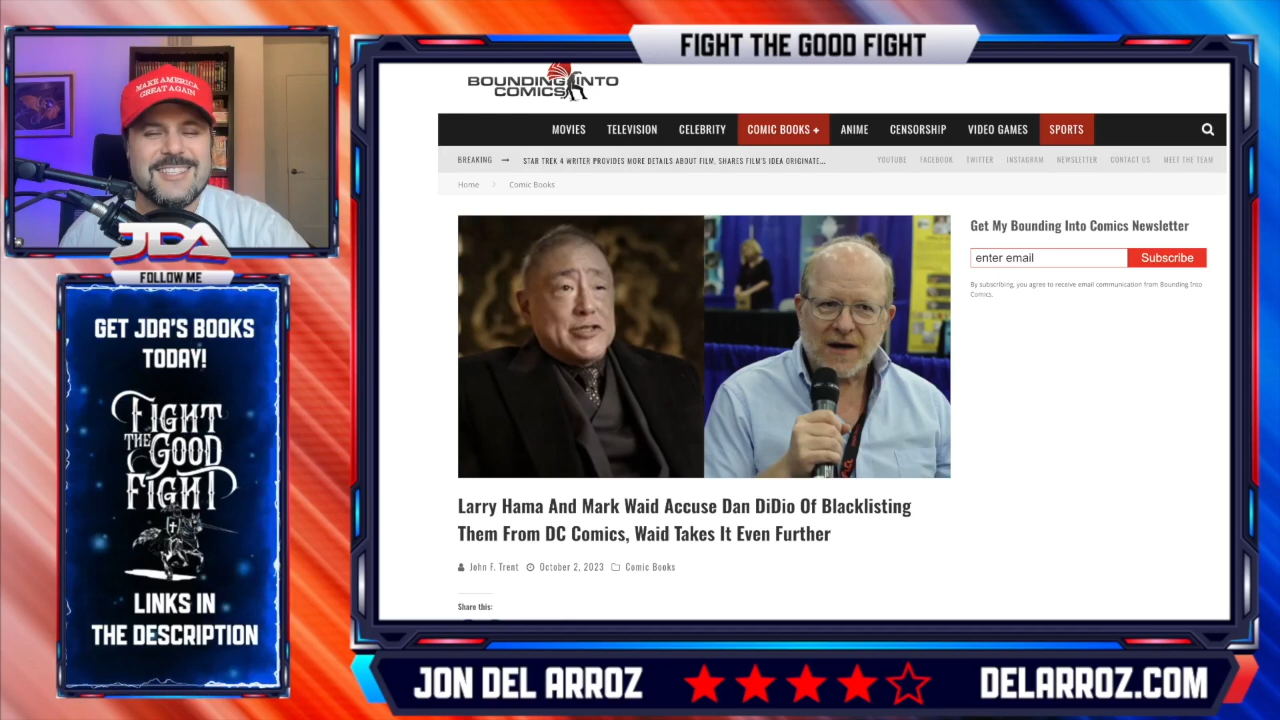 MAKE AMERICA
GREAT AGAIN
JDA
FOLLOW ME
GET JDA'S BOOKS
TODAY!
FIGHT
THE GOOD
FIGHT
LINKS IN
THE DESCRIPTION
FIGHT THE GOOD FIGHT
BOUNDING INTO
COMICS
MOVIES TELEVISION CELEBRITY COMIC BOOKS + ANIME CENSORSHIP VIDEO GAMES SPORTS
BREAKING → STAR TREK 4 WRITER PROVIDES MORE DETAILS ABOUT FILM, SHARES FILM'S IDEA ORIGINATE... YOUTUBE FACEBOOK TWITTER INSTAGRAM NEWSLETTER CONTACT US MEET THE TEAM
Home > Comic Books
Get My Bounding Into Comics Newsletter
enter email Subscribe
By subscribing, you agree to receive email communication from Bounding Into
Comics.
Larry Hama And Mark Waid Accuse Dan DiDio Of Blacklisting
Them From DC Comics, Waid Takes It Even Further
John F. Trent October 2, 2023 Comic Books
Share this:
JON DEL ARROZ DELARROZ.COM